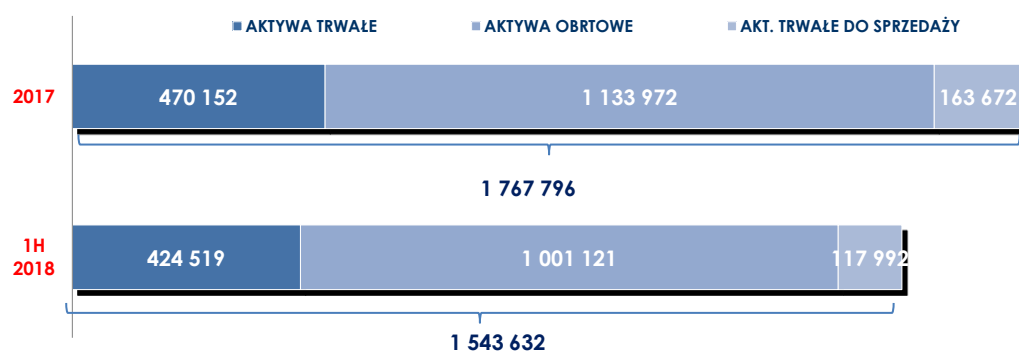 AKTYWA TRWAŁE AKTYWA OBRTOWE AKT. TRWAŁE DO SPRZEDAŻY
2017 470 152 1 133 972 163 672
1 767 796
1H
2018 424 519 1 001 121 117 992
1 543 632